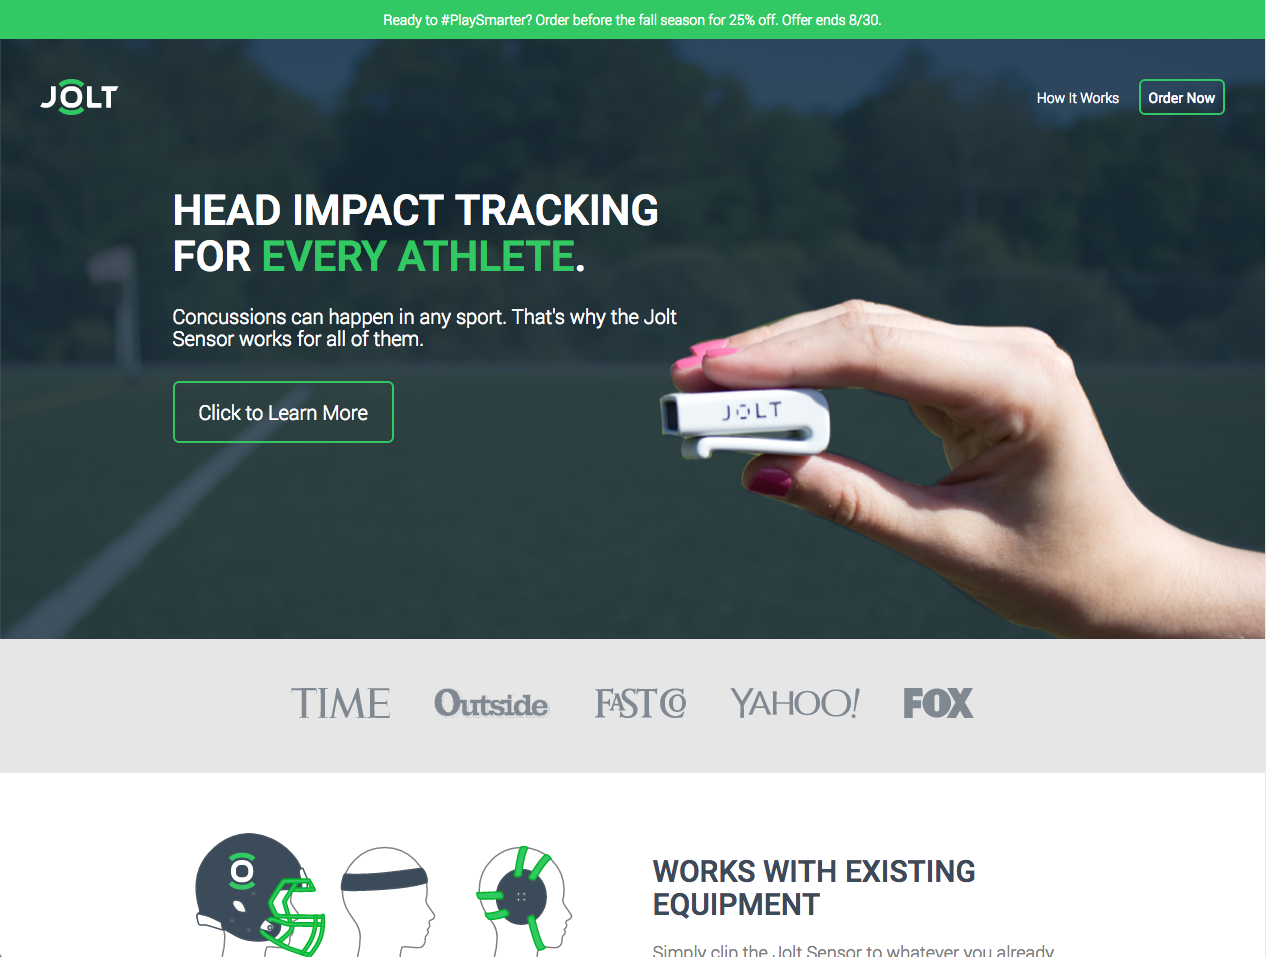 Ready to #PlaySmarter? Order before the fall season for 25% off. Offer ends 8/30.
JOLT
How It Works
Order Now
HEAD IMPACT TRACKING
FOR EVERY ATHLETE.
Concussions can happen in any sport. That's why the Jolt
Sensor works for all of them.
Click to Learn More
JOLT
TIME
Outside
FAST CO
YAHOO!
FOX
WORKS WITH EXISTING
EQUIPMENT
Simply clip the Jolt Sensor to whatever you already